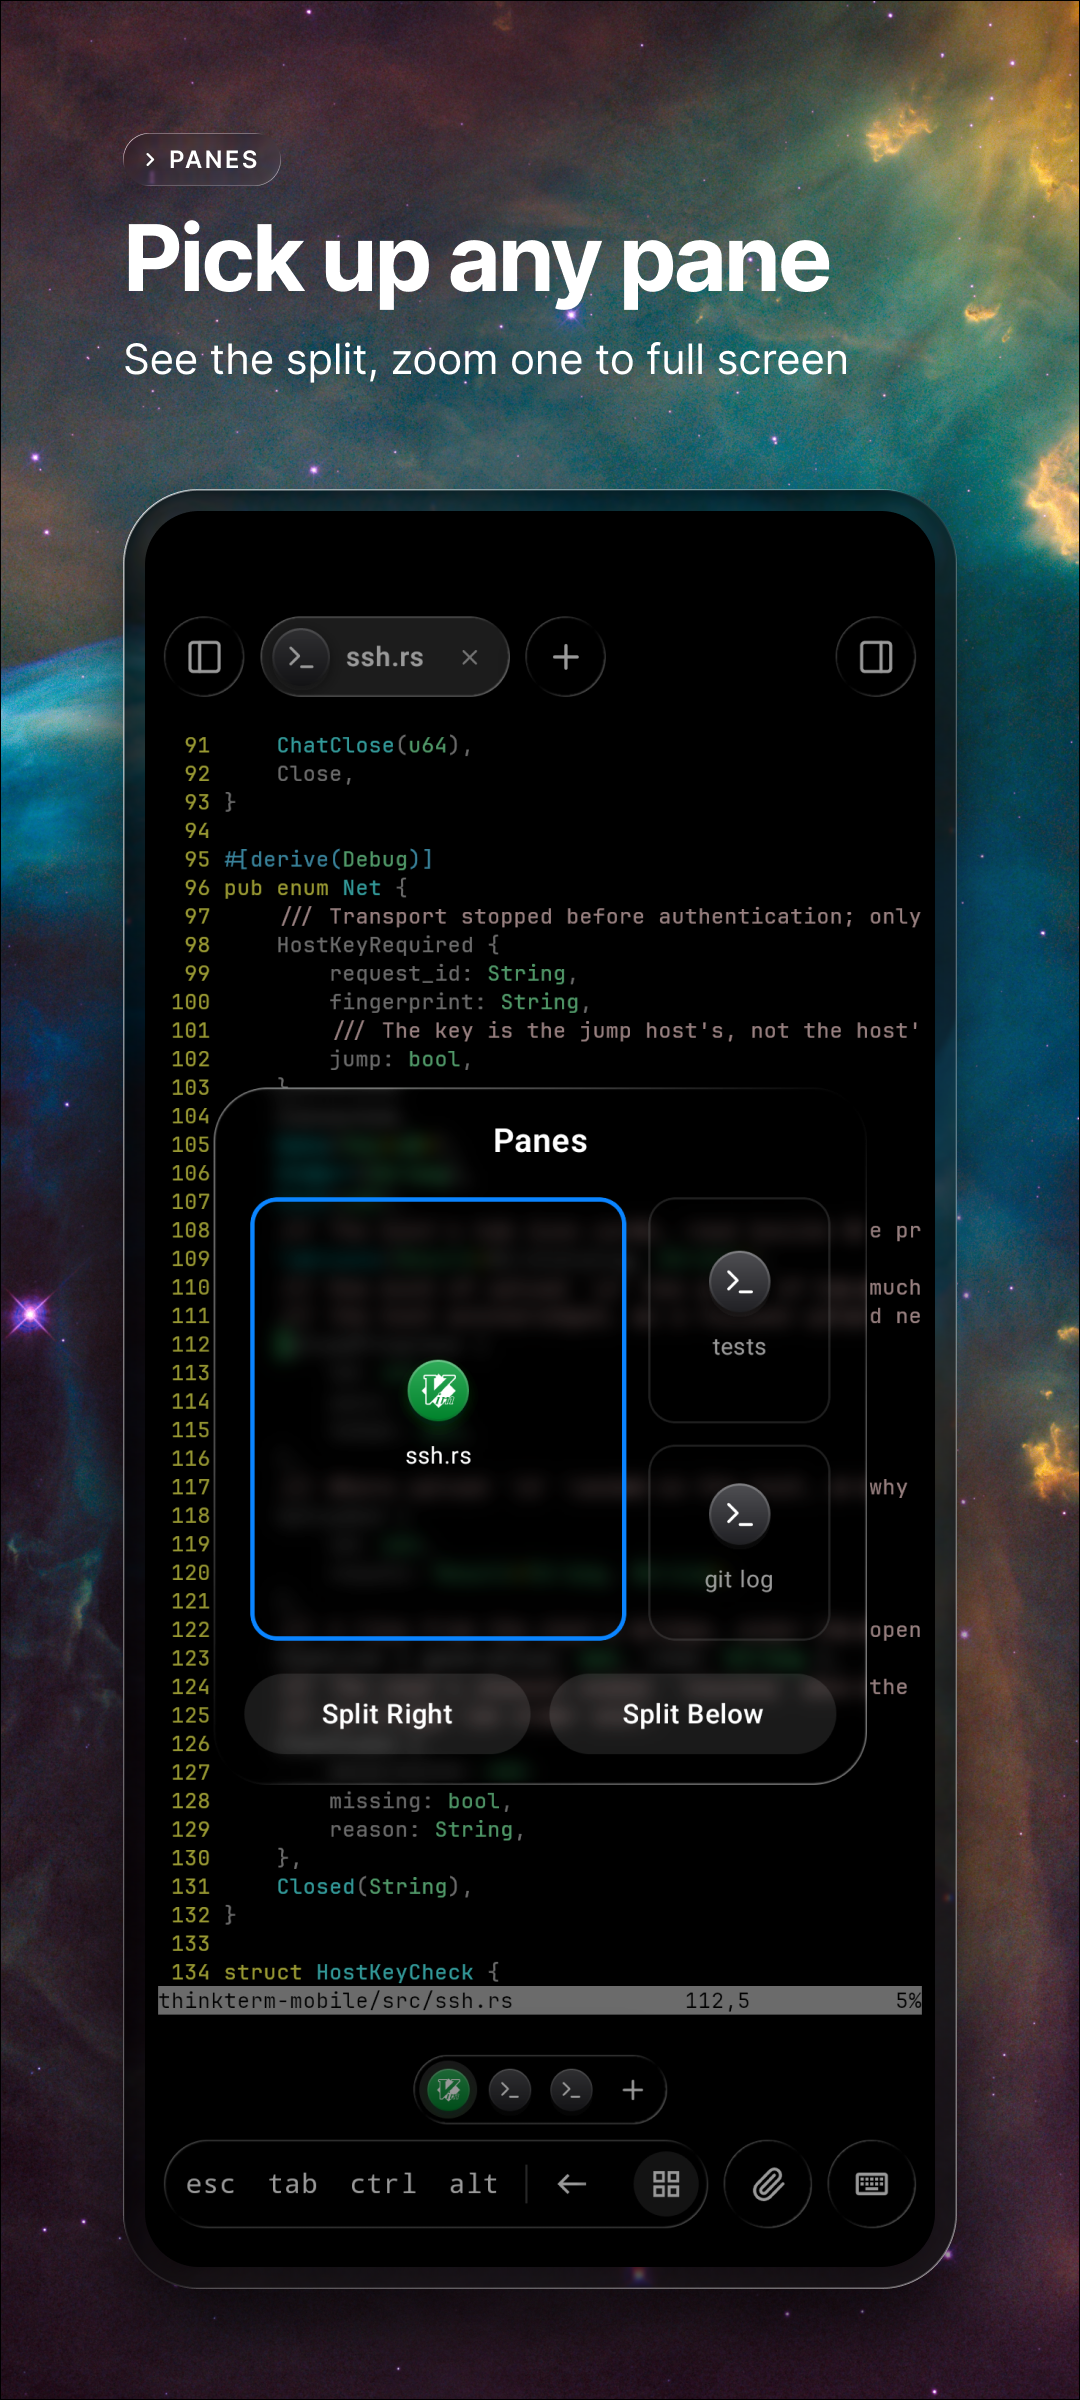 PANES
Pick up any pane
See the split, zoom one to full screen
ssh.rs
91 ChatClose(u64),
92 Close,
93 }
94
95 #[derive(Debug)]
96 pub enum Net {
97 /// Transport stopped before authentication; only
98 HostKeyRequired {
99 request_id: String,
100 fingerprint: String,
101 /// The key is the jump host's, not the host'
102 jump: bool,
103 }
104
105
106
107
108 e pr
109
110 much
111 d ne
112
113
114
115
116
117 why
118
119
120
121
122 open
123
124 the
125
126
127
128 missing: bool,
129 reason: String,
130 },
131 Closed(String),
132 }
133
134 struct HostKeyCheck {
thinkterm-mobile/src/ssh.rs 112,5 5%
Panes
ssh.rs
tests
git log
Split Right Split Below
esc tab ctrl alt